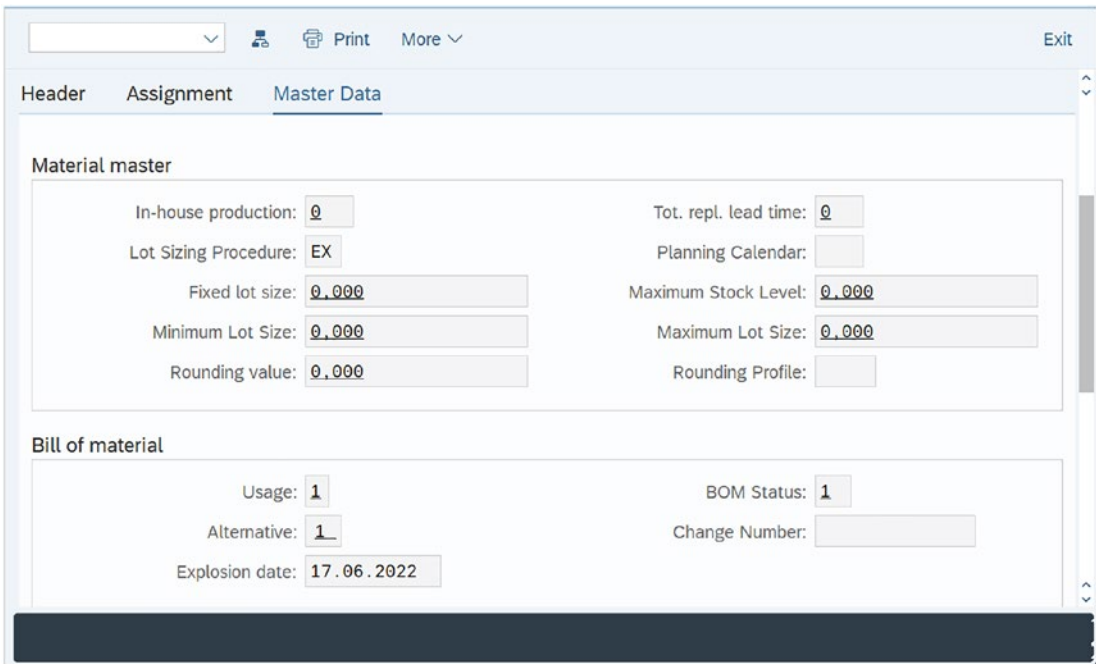 Print More Exit
Header Assignment Master Data
Material master
In-house production: 0 Tot. repl. lead time: 0
Lot Sizing Procedure: EX Planning Calendar:
Fixed lot size: 0,000 Maximum Stock Level: 0,000
Minimum Lot Size: 0,000 Maximum Lot Size: 0,000
Rounding value: 0,000 Rounding Profile:
Bill of material
Usage: 1 BOM Status: 1
Alternative: 1 Change Number:
Explosion date: 17.06.2022